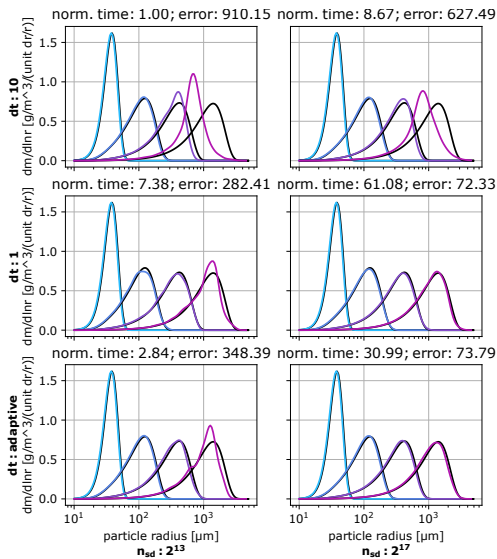 norm. time: 1.00; error: 910.15
norm. time: 8.67; error: 627.49
dt: 10
dm/dlnr [g/m^3/(unit dr/r)]
1.5
1.0
0.5
0.0
norm. time: 7.38; error: 282.41
norm. time: 61.08; error: 72.33
dt: 1
dm/dlnr [g/m^3/(unit dr/r)]
1.5
1.0
0.5
0.0
norm. time: 2.84; error: 348.39
norm. time: 30.99; error: 73.79
dt: adaptive
dm/dlnr [g/m^3/(unit dr/r)]
1.5
1.0
0.5
0.0
10¹ 10² 10³ 10¹ 10² 10³
particle radius [µm] particle radius [µm]
n_sd : 2¹³ n_sd : 2¹⁷